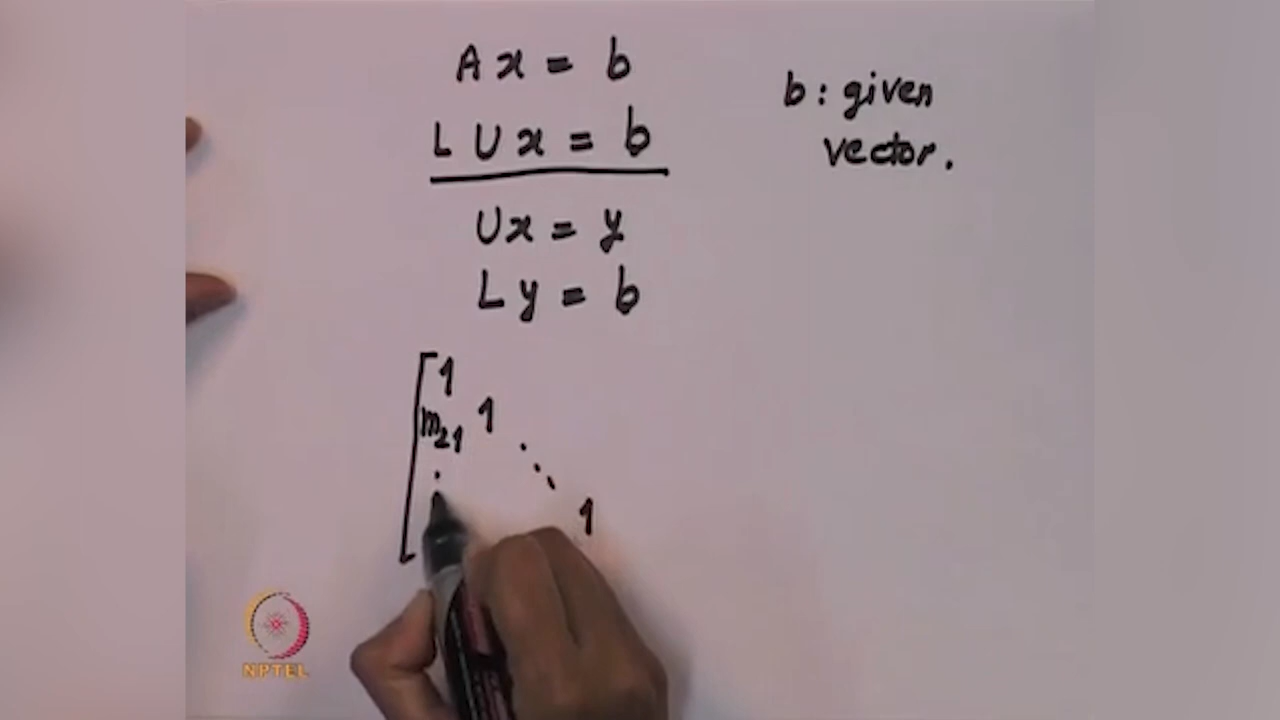 Ax = b
LUx = b
b : given
vector.
Ux = y
Ly = b
1
m21 1
1
NPTEL